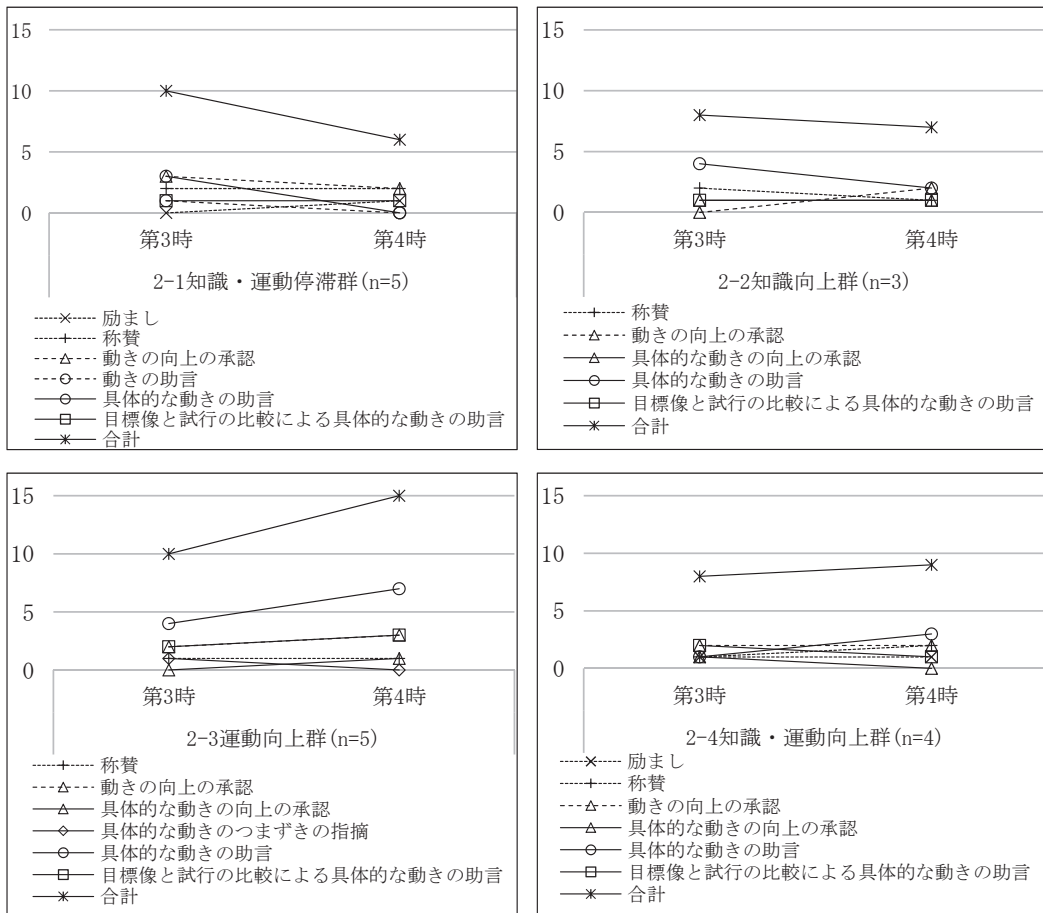 15
10
5
0
第3時 第4時
2-1知識・運動停滞群(n=5)
励まし
称賛
動きの向上の承認
動きの助言
具体的な動きの助言
目標像と試行の比較による具体的な動きの助言
合計
15
10
5
0
第3時 第4時
2-2知識向上群(n=3)
称賛
動きの向上の承認
具体的な動きの向上の承認
具体的な動きの助言
目標像と試行の比較による具体的な動きの助言
合計
15
10
5
0
第3時 第4時
2-3運動向上群(n=5)
称賛
動きの向上の承認
具体的な動きの向上の承認
具体的な動きのつまずきの指摘
具体的な動きの助言
目標像と試行の比較による具体的な動きの助言
合計
15
10
5
0
第3時 第4時
2-4知識・運動向上群(n=4)
励まし
称賛
動きの向上の承認
具体的な動きの向上の承認
具体的な動きの助言
目標像と試行の比較による具体的な動きの助言
合計